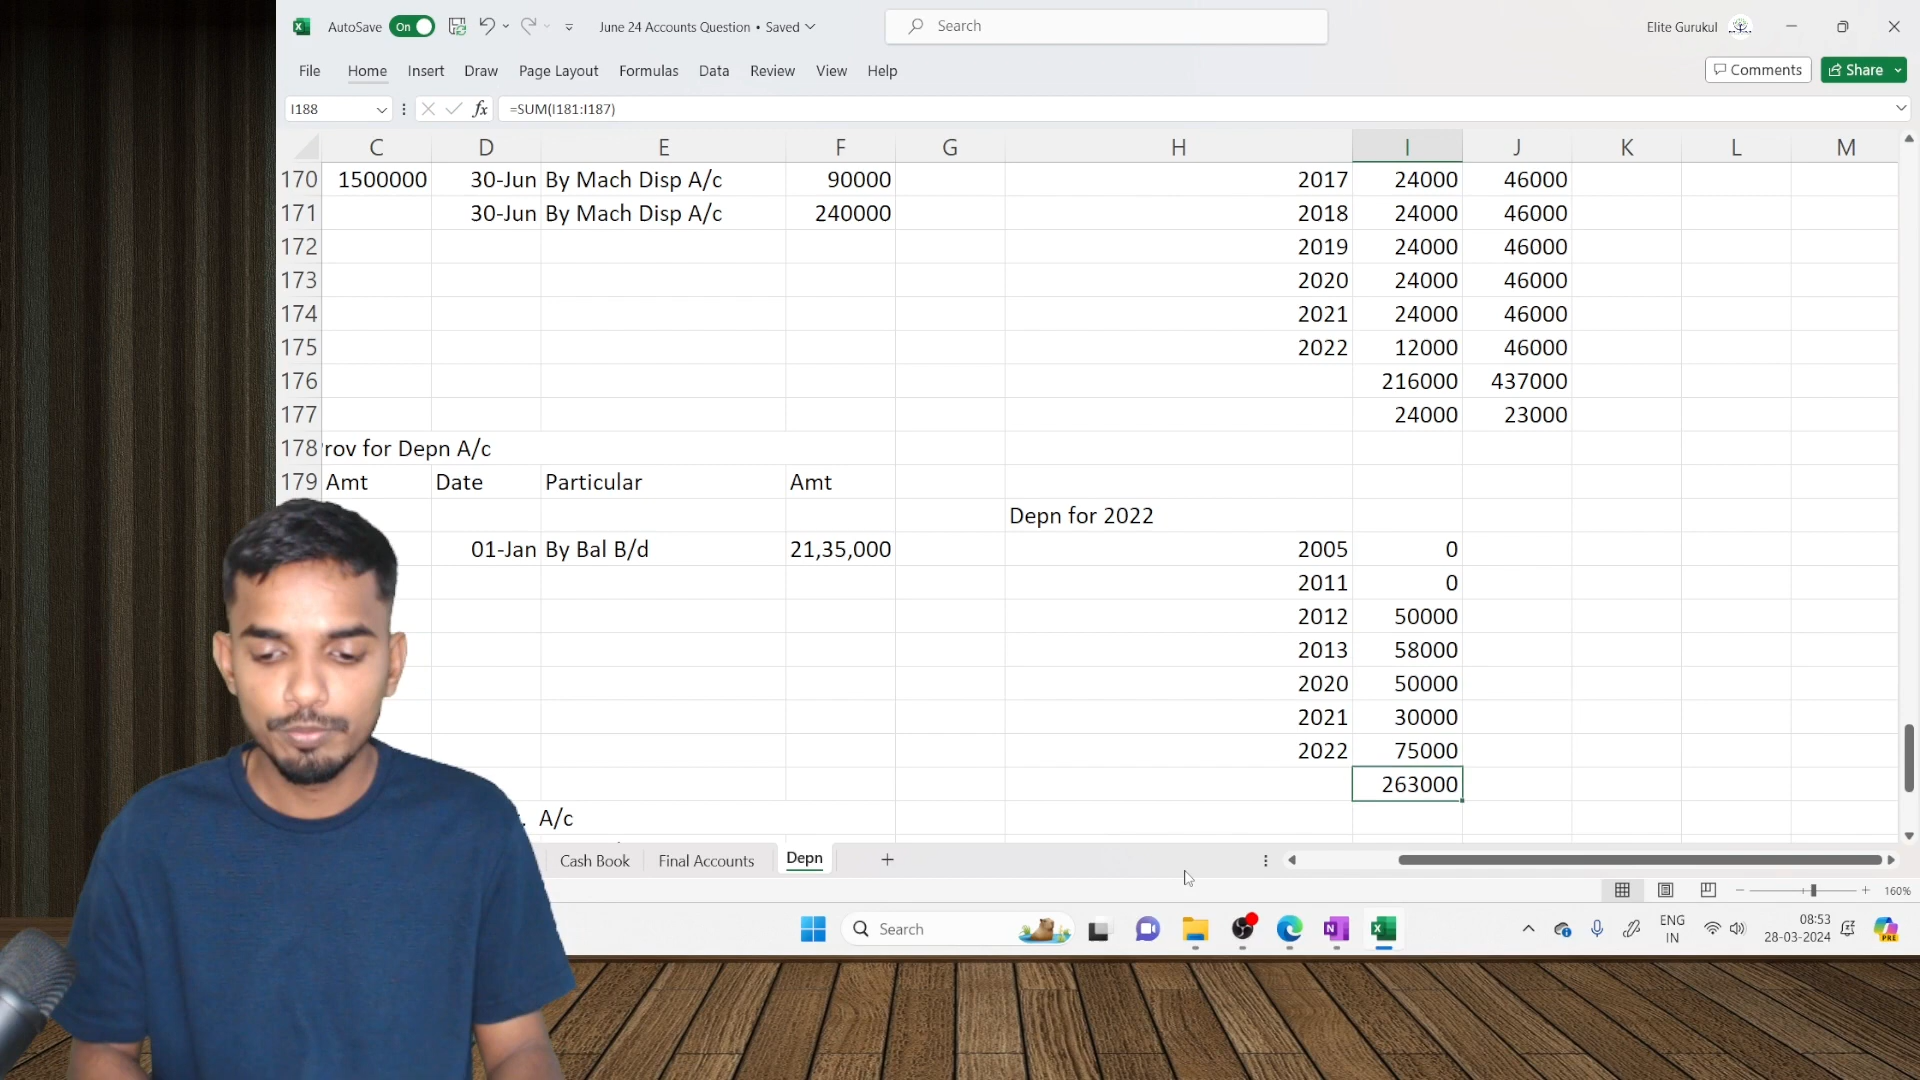 AutoSave On June 24 Accounts Question • Saved Search Elite Gurukul
File Home Insert Draw Page Layout Formulas Data Review View Help Comments Share
I188 fx =SUM(I181:I187)
C D E F G H I J K L M
170 1500000 30-Jun By Mach Disp A/c 90000 2017 24000 46000
171 30-Jun By Mach Disp A/c 240000 2018 24000 46000
172 2019 24000 46000
173 2020 24000 46000
174 2021 24000 46000
175 2022 12000 46000
176 216000 437000
177 24000 23000
178 rov for Depn A/c
179 Amt Date Particular Amt
Depn for 2022
01-Jan By Bal B/d 21,35,000 2005 0
2011 0
2012 50000
2013 58000
2020 50000
2021 30000
2022 75000
263000
A/c
Cash Book Final Accounts Depn +
160%
Search ENG 08:53
IN 28-03-2024 PRE